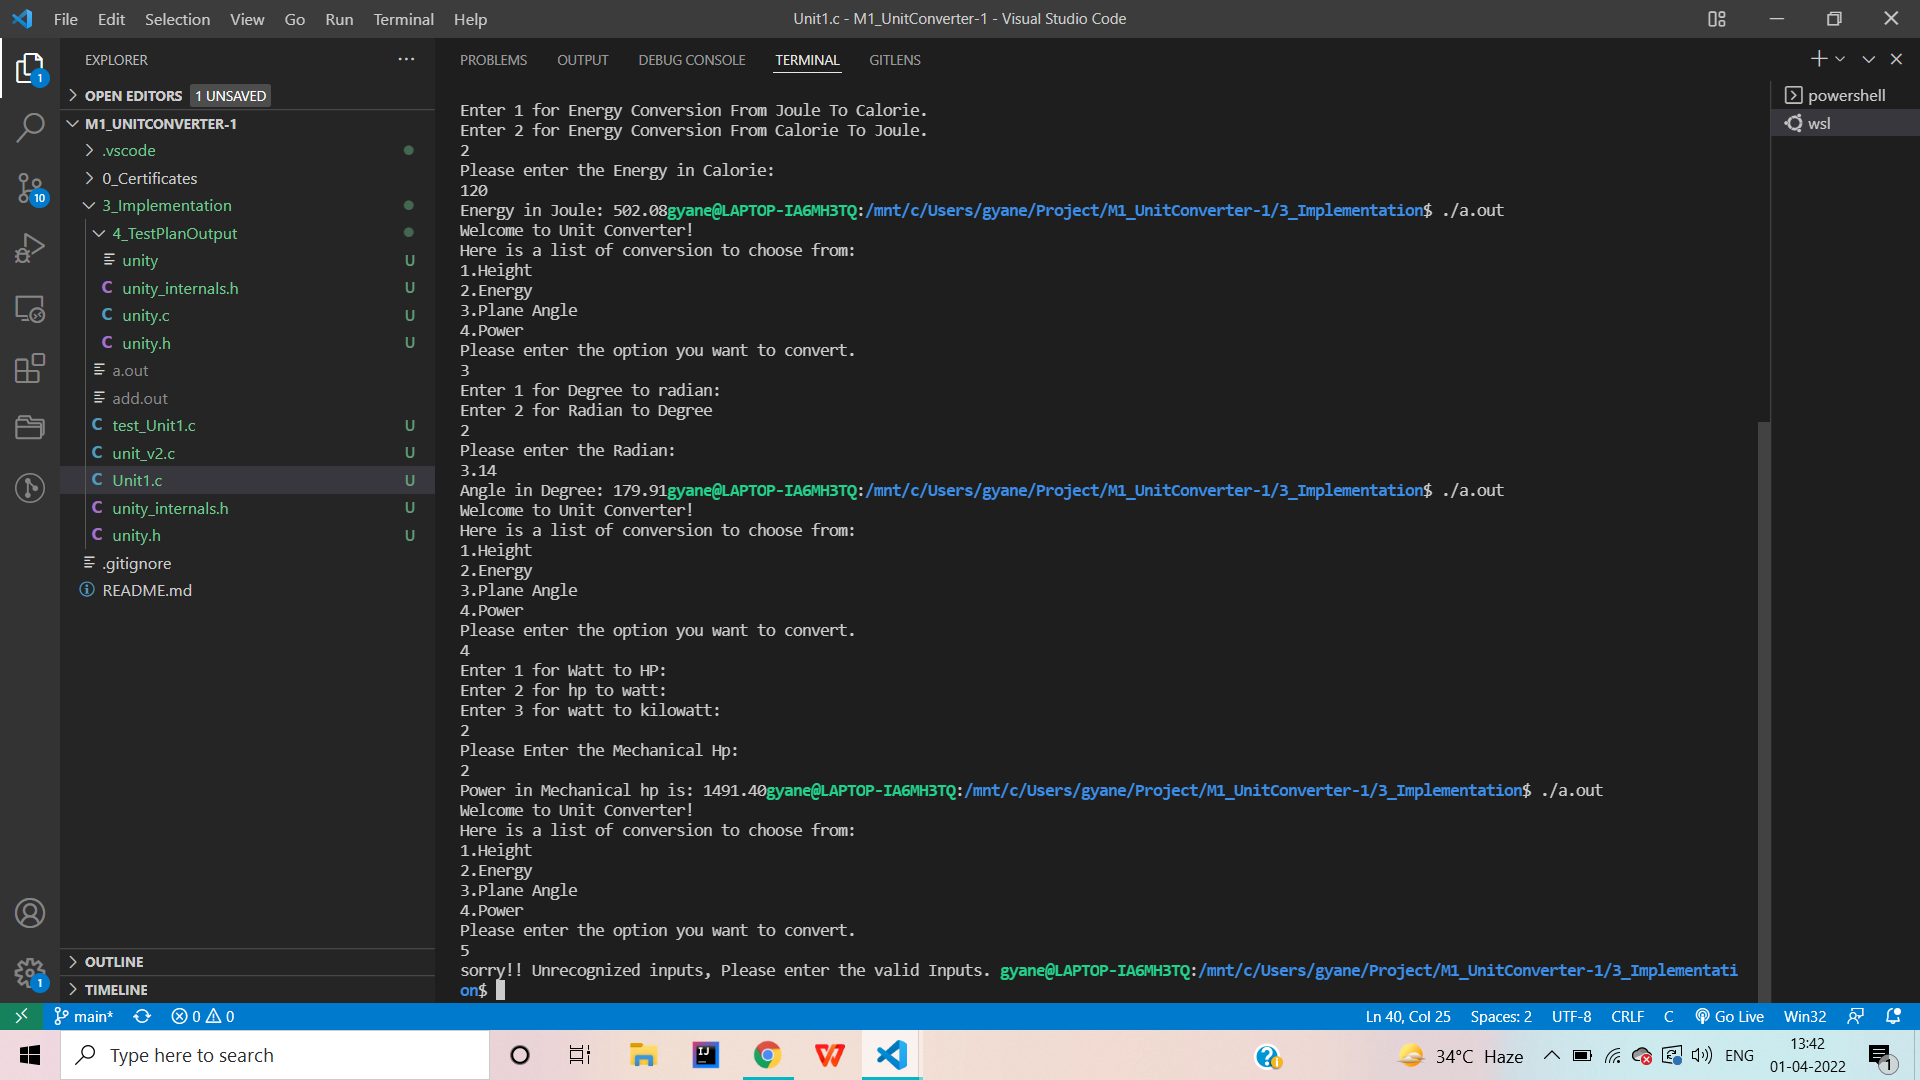 File Edit Selection View Go Run Terminal Help
Unit1.c - M1_UnitConverter-1 - Visual Studio Code
EXPLORER
OPEN EDITORS 1 UNSAVED
M1_UNITCONVERTER-1
.vscode
0_Certificates
3_Implementation
4_TestPlanOutput
unity U
C unity_internals.h U
C unity.c U
C unity.h U
a.out
add.out
C test_Unit1.c U
C unit_v2.c U
C Unit1.c U
C unity_internals.h U
C unity.h U
.gitignore
README.md
OUTLINE
TIMELINE
1
10
1
PROBLEMS OUTPUT DEBUG CONSOLE TERMINAL GITLENS
powershell
wsl
Enter 1 for Energy Conversion From Joule To Calorie.
Enter 2 for Energy Conversion From Calorie To Joule.
2
Please enter the Energy in Calorie:
120
Energy in Joule: 502.08gyane@LAPTOP-IA6MH3TQ:/mnt/c/Users/gyane/Project/M1_UnitConverter-1/3_Implementation$ ./a.out
Welcome to Unit Converter!
Here is a list of conversion to choose from:
1.Height
2.Energy
3.Plane Angle
4.Power
Please enter the option you want to convert.
3
Enter 1 for Degree to radian:
Enter 2 for Radian to Degree
2
Please enter the Radian:
3.14
Angle in Degree: 179.91gyane@LAPTOP-IA6MH3TQ:/mnt/c/Users/gyane/Project/M1_UnitConverter-1/3_Implementation$ ./a.out
Welcome to Unit Converter!
Here is a list of conversion to choose from:
1.Height
2.Energy
3.Plane Angle
4.Power
Please enter the option you want to convert.
4
Enter 1 for Watt to HP:
Enter 2 for hp to watt:
Enter 3 for watt to kilowatt:
2
Please Enter the Mechanical Hp:
2
Power in Mechanical hp is: 1491.40gyane@LAPTOP-IA6MH3TQ:/mnt/c/Users/gyane/Project/M1_UnitConverter-1/3_Implementation$ ./a.out
Welcome to Unit Converter!
Here is a list of conversion to choose from:
1.Height
2.Energy
3.Plane Angle
4.Power
Please enter the option you want to convert.
5
sorry!! Unrecognized inputs, Please enter the valid Inputs. gyane@LAPTOP-IA6MH3TQ:/mnt/c/Users/gyane/Project/M1_UnitConverter-1/3_Implementati
on$
main* 0 0
Ln 40, Col 25 Spaces: 2 UTF-8 CRLF C Go Live Win32
Type here to search
IJ
34°C Haze
ENG
13:42
01-04-2022
1